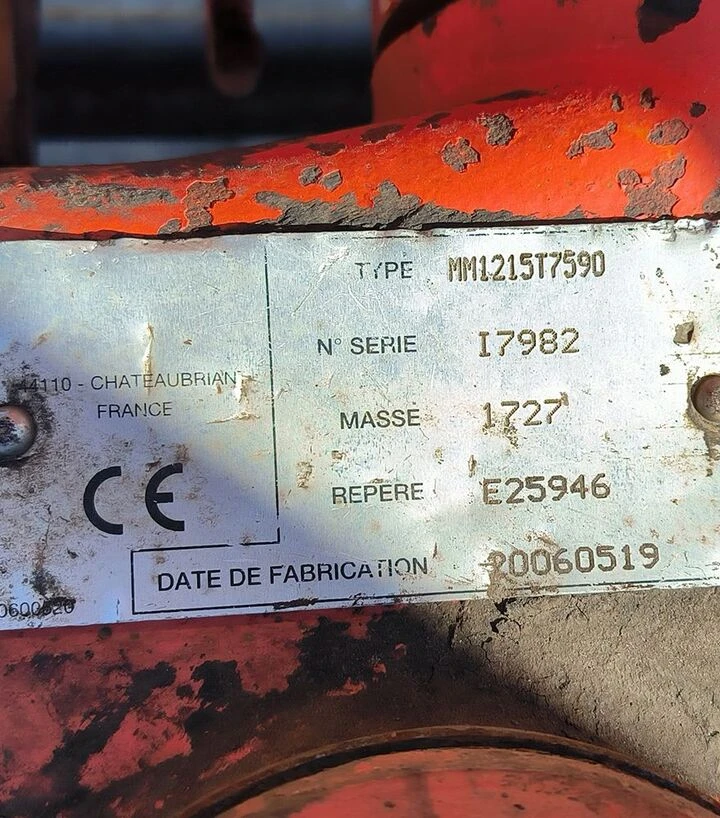 TYPE MM1215T7590
N° SERIE I7982
44110 - CHATEAUBRIANT
FRANCE
MASSE 1727
CE
REPERE E25946
DATE DE FABRICATION 20060519